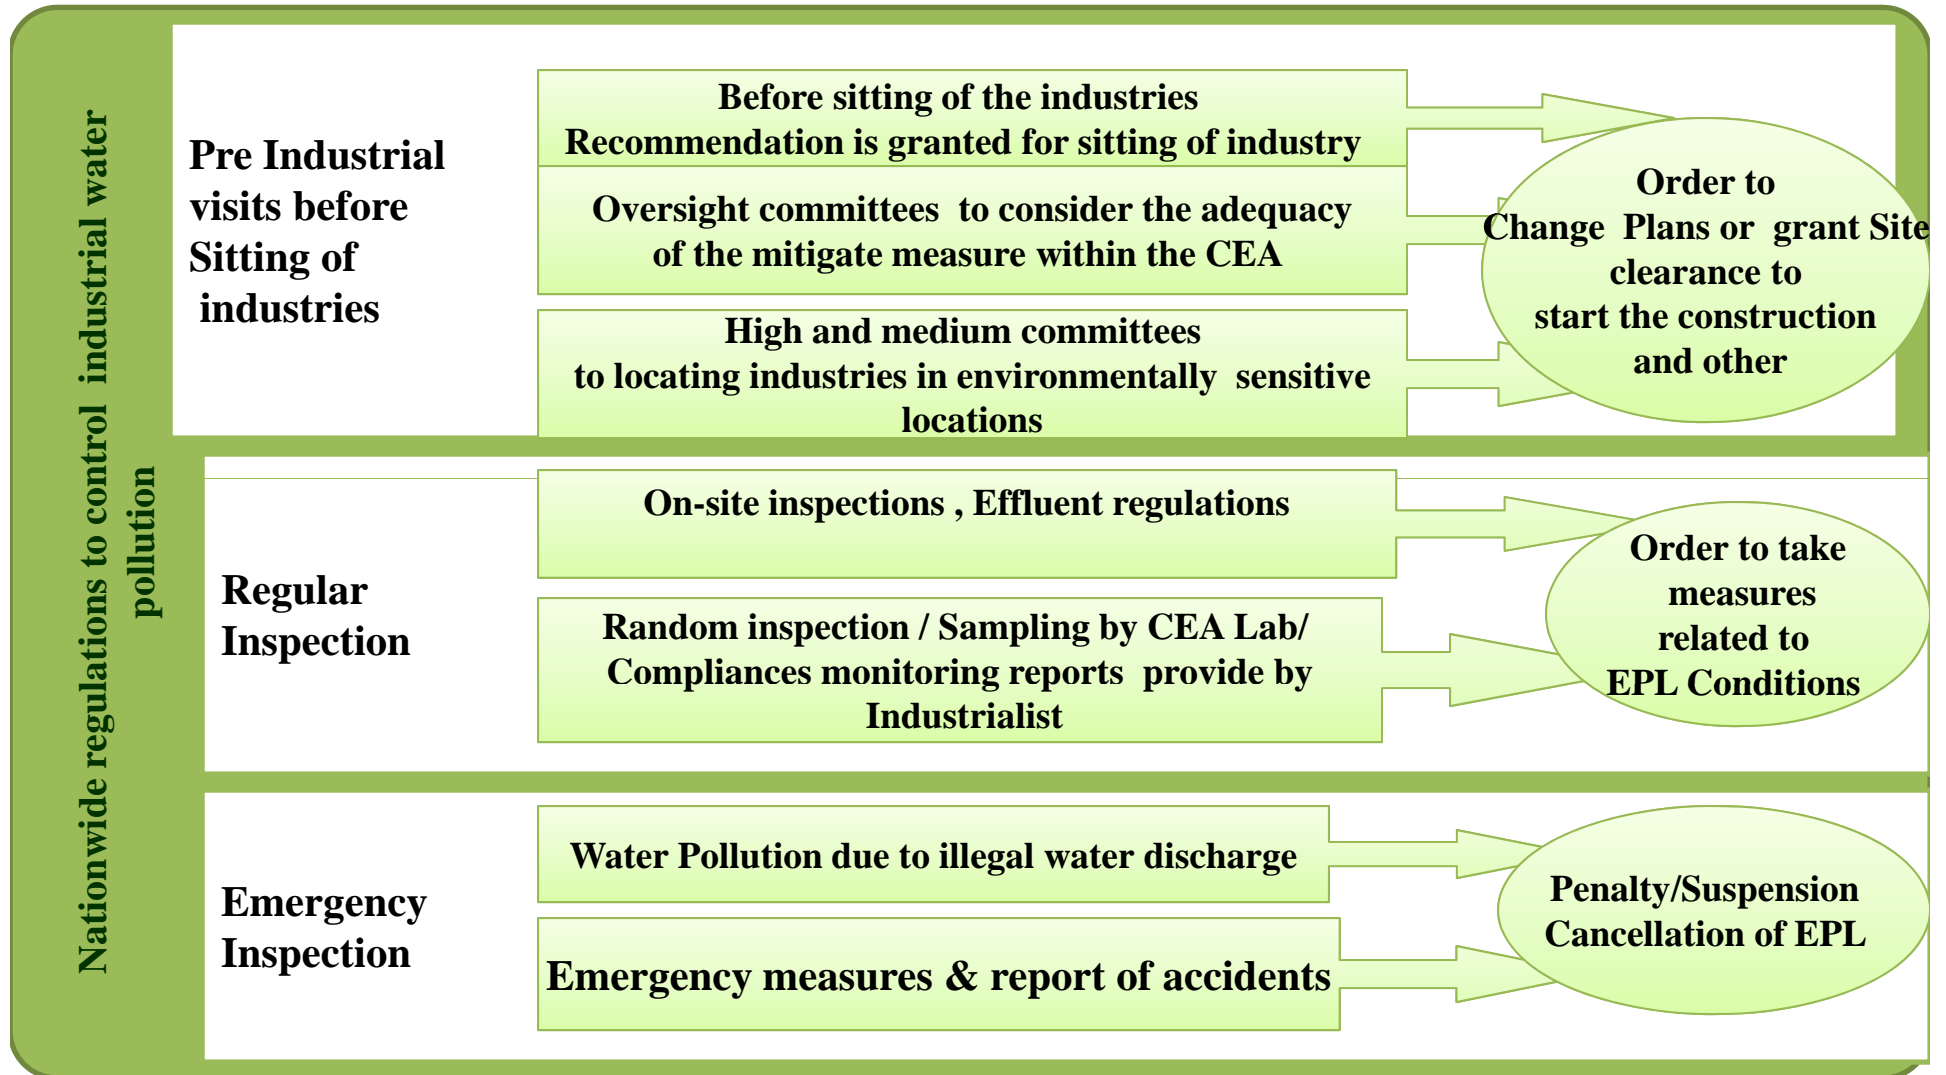 Nationwide regulations to control industrial water
pollution
Pre Industrial
visits before
Sitting of
industries
Before sitting of the industries
Recommendation is granted for sitting of industry
Oversight committees to consider the adequacy
of the mitigate measure within the CEA
High and medium committees
to locating industries in environmentally sensitive
locations
Order to
Change Plans or grant Site
clearance to
start the construction
and other
Regular
Inspection
On-site inspections , Effluent regulations
Random inspection / Sampling by CEA Lab/
Compliances monitoring reports provide by
Industrialist
Order to take
measures
related to
EPL Conditions
Emergency
Inspection
Water Pollution due to illegal water discharge
Emergency measures & report of accidents
Penalty/Suspension
Cancellation of EPL